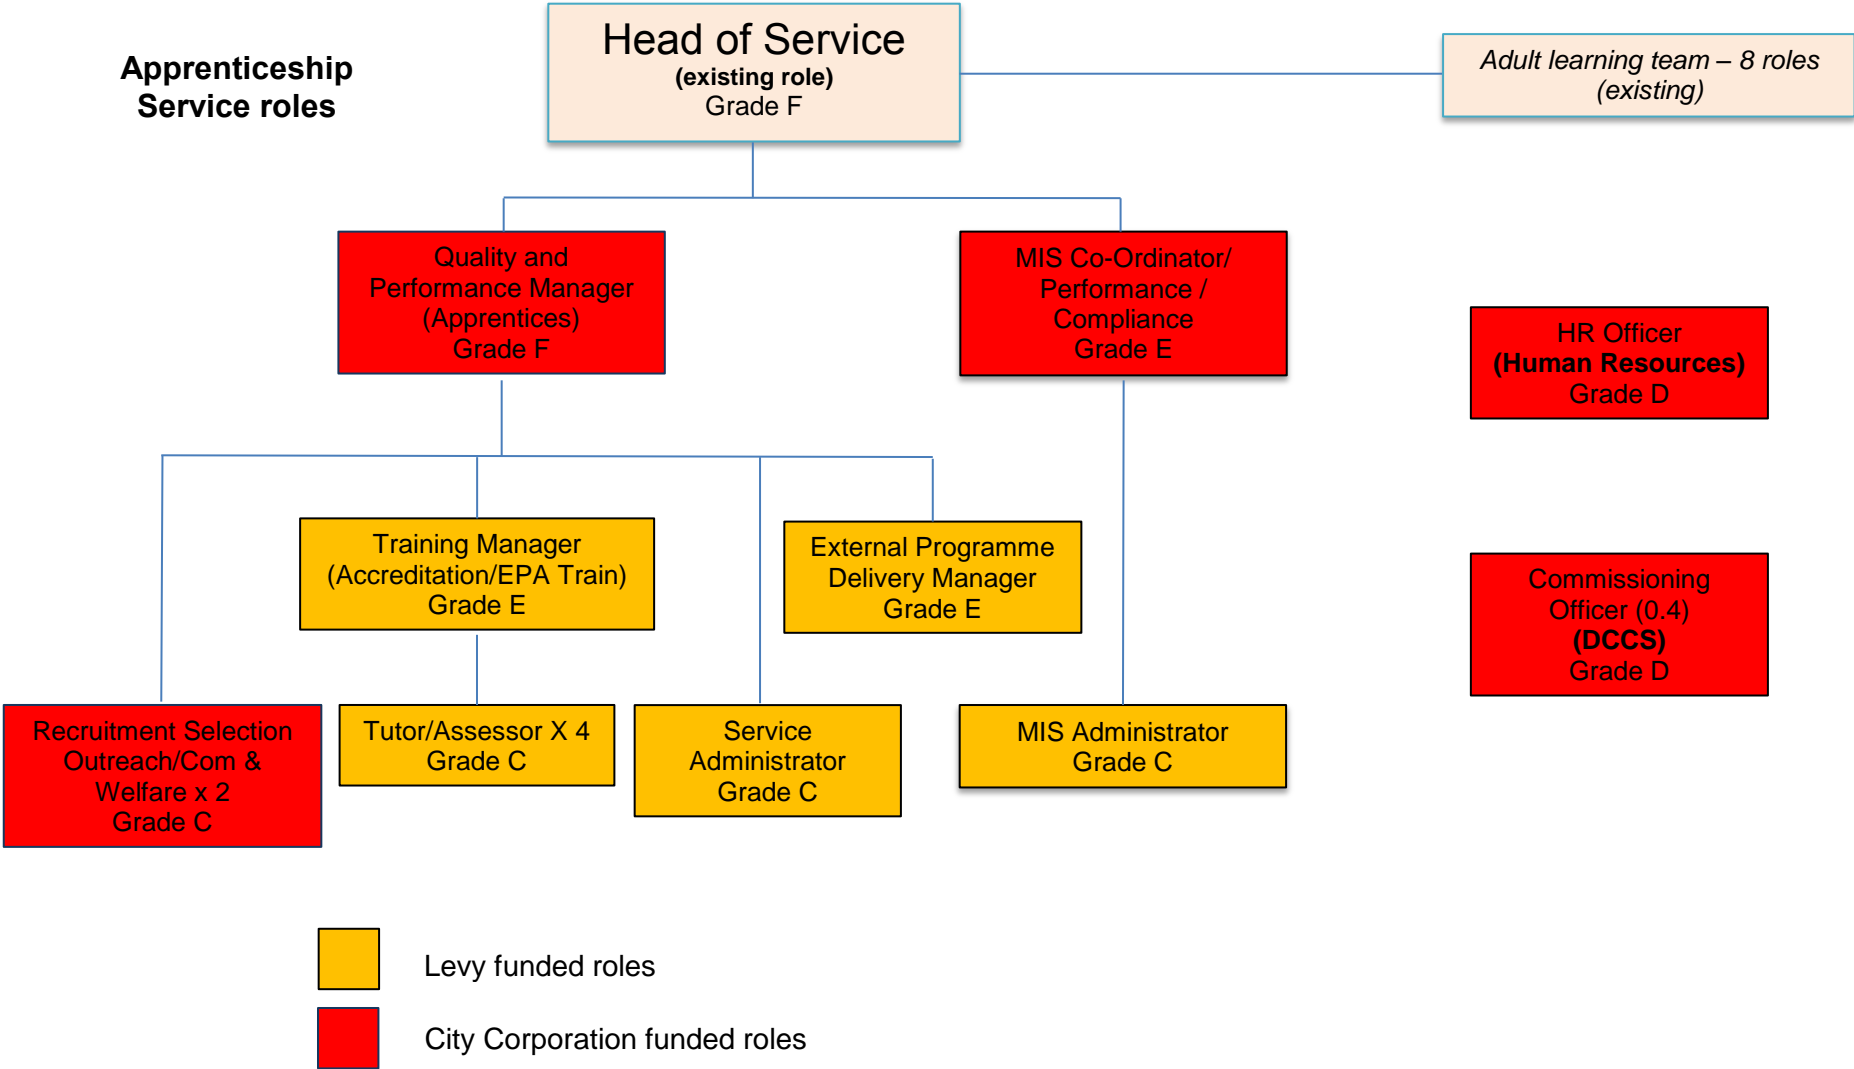 Apprenticeship
Service roles
Head of Service
(existing role)
Grade F
Adult learning team – 8 roles
(existing)
Quality and
Performance Manager
(Apprentices)
Grade F
MIS Co-Ordinator/
Performance /
Compliance
Grade E
HR Officer
(Human Resources)
Grade D
Training Manager
(Accreditation/EPA Train)
Grade E
External Programme
Delivery Manager
Grade E
Commissioning
Officer (0.4)
(DCCS)
Grade D
Recruitment Selection
Outreach/Com &
Welfare x 2
Grade C
Tutor/Assessor X 4
Grade C
Service
Administrator
Grade C
MIS Administrator
Grade C
Levy funded roles
City Corporation funded roles